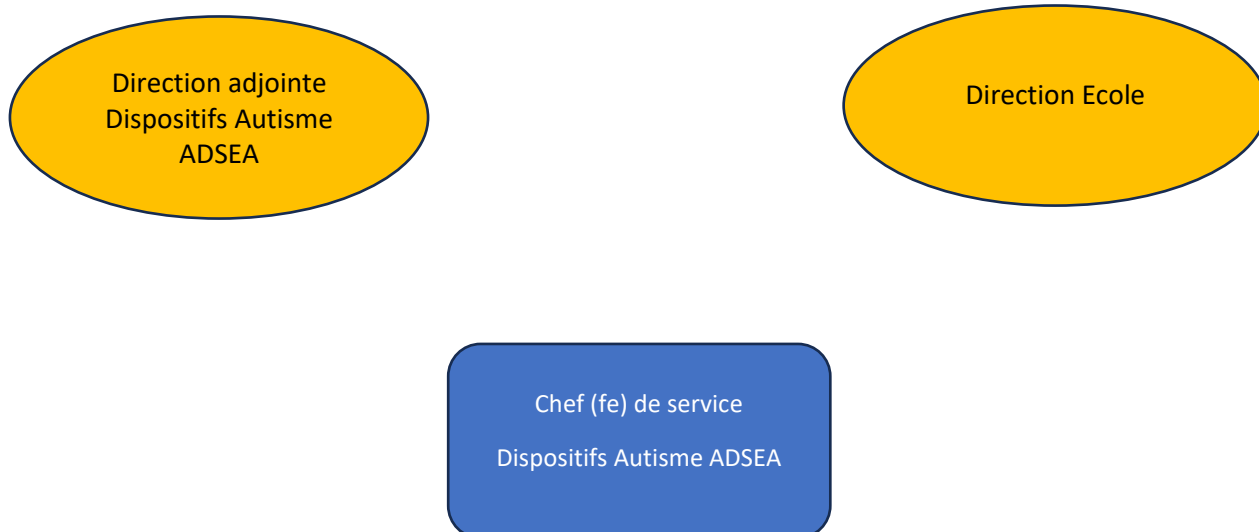 Direction adjointe
Dispositifs Autisme
ADSEA
Direction Ecole
Chef (fe) de service
Dispositifs Autisme ADSEA